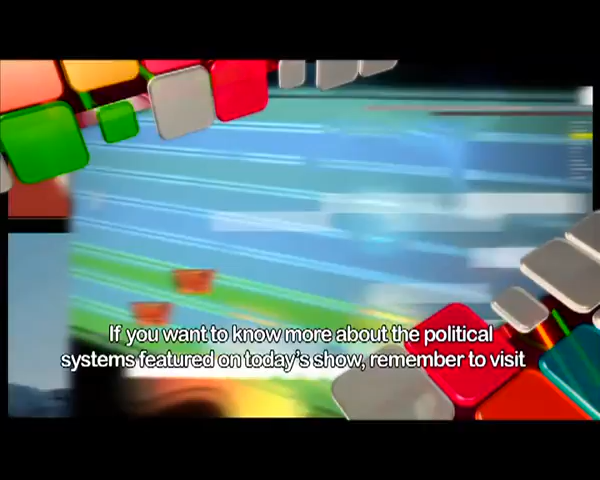 If you want to know more about the political
systems featured on today's show, remember to visit